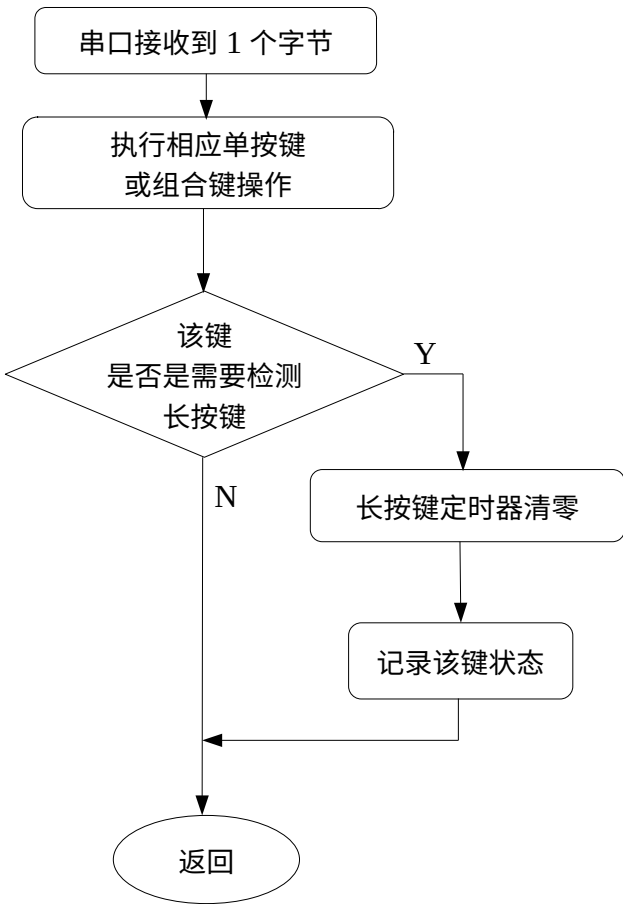 串口接收到 1 个字节
执行相应单按键
或组合键操作
该键
是否是需要检测
长按键
Y
N
长按键定时器清零
记录该键状态
返回